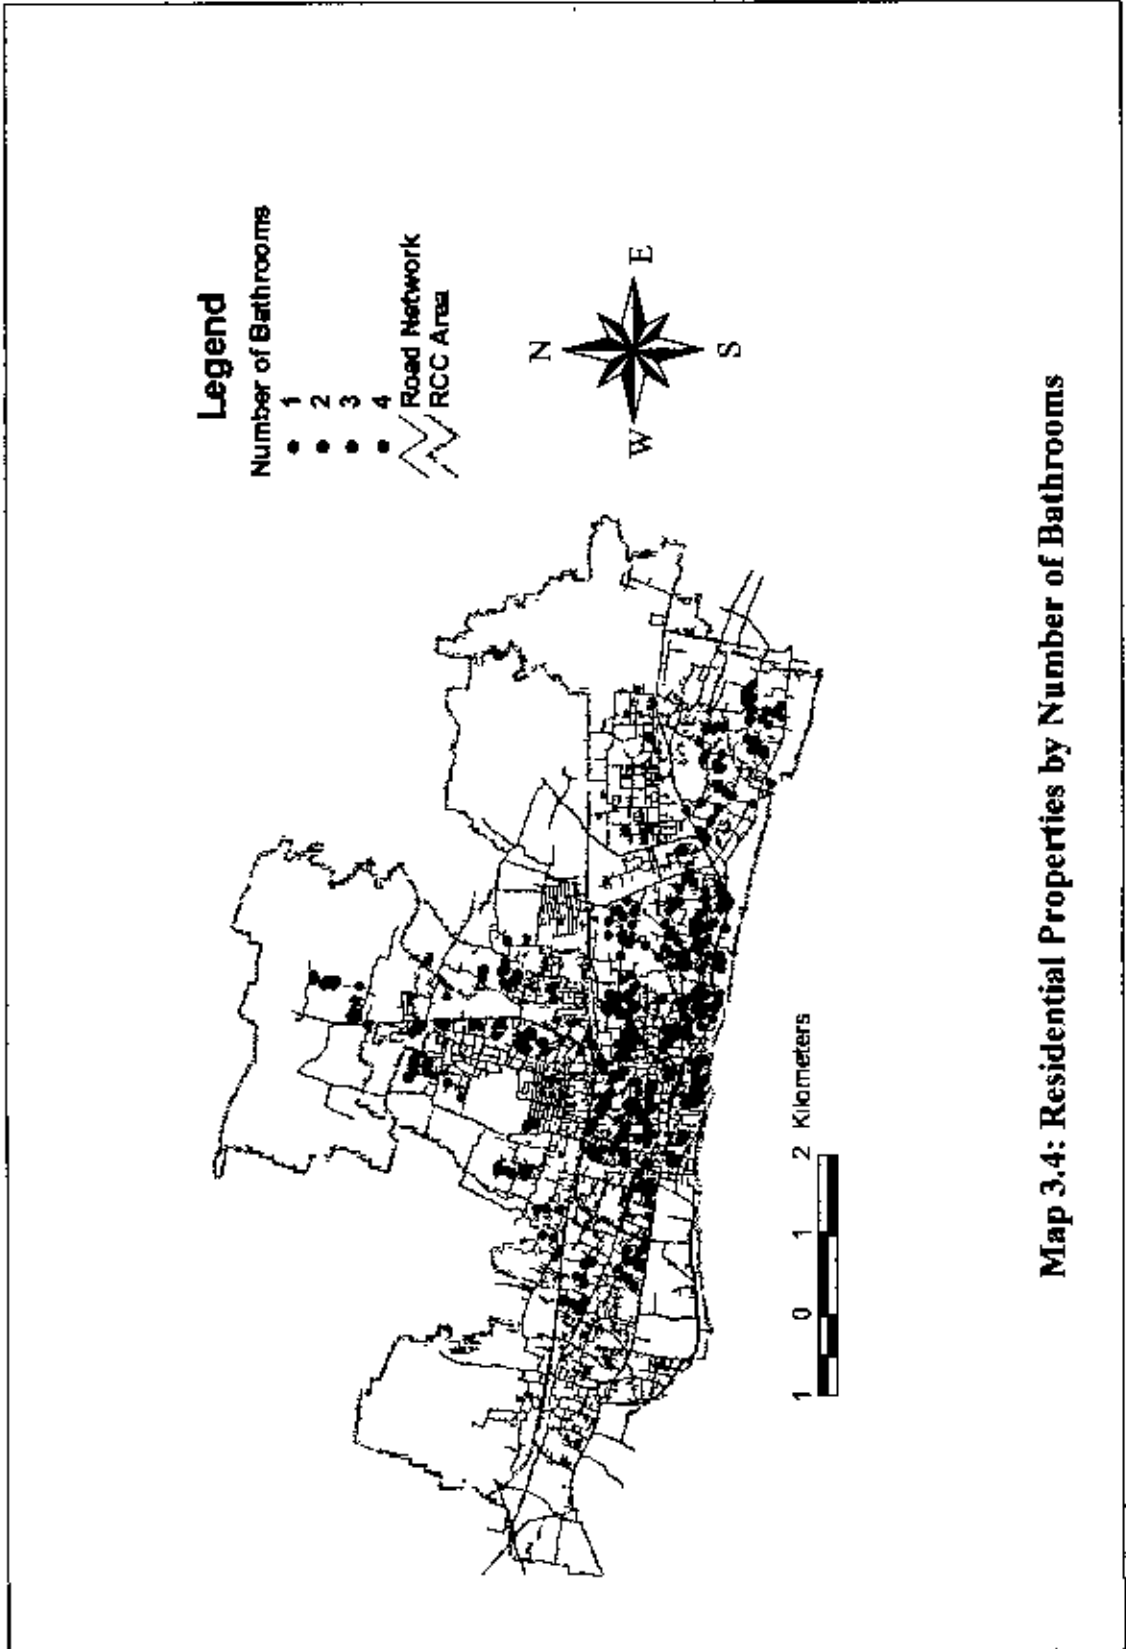 Legend
Number of Bathrooms
1
2
3
4
Road Network
RCC Area
N
W E
S
1 0 1 2 Kilometers
Map 3.4: Residential Properties by Number of Bathrooms